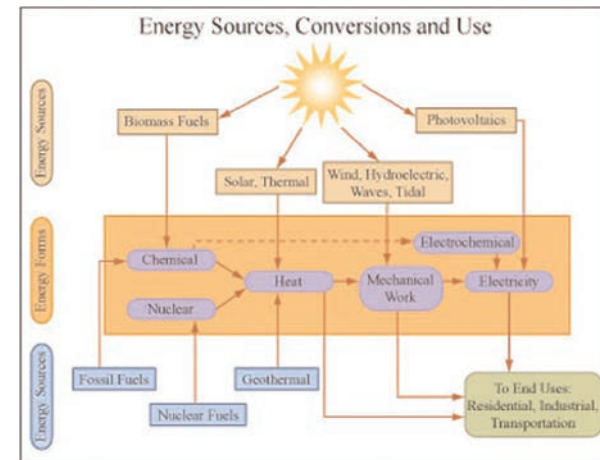 Energy Sources, Conversions and Use
Energy Sources
Biomass Fuels
Photovoltaics
Solar, Thermal
Wind, Hydroelectric,
Waves, Tidal
Energy Forms
Electrochemical
Chemical
Heat
Mechanical
Work
Electricity
Nuclear
Energy Sources
Fossil Fuels
Geothermal
Nuclear Fuels
To End Uses:
Residential, Industrial,
Transportation